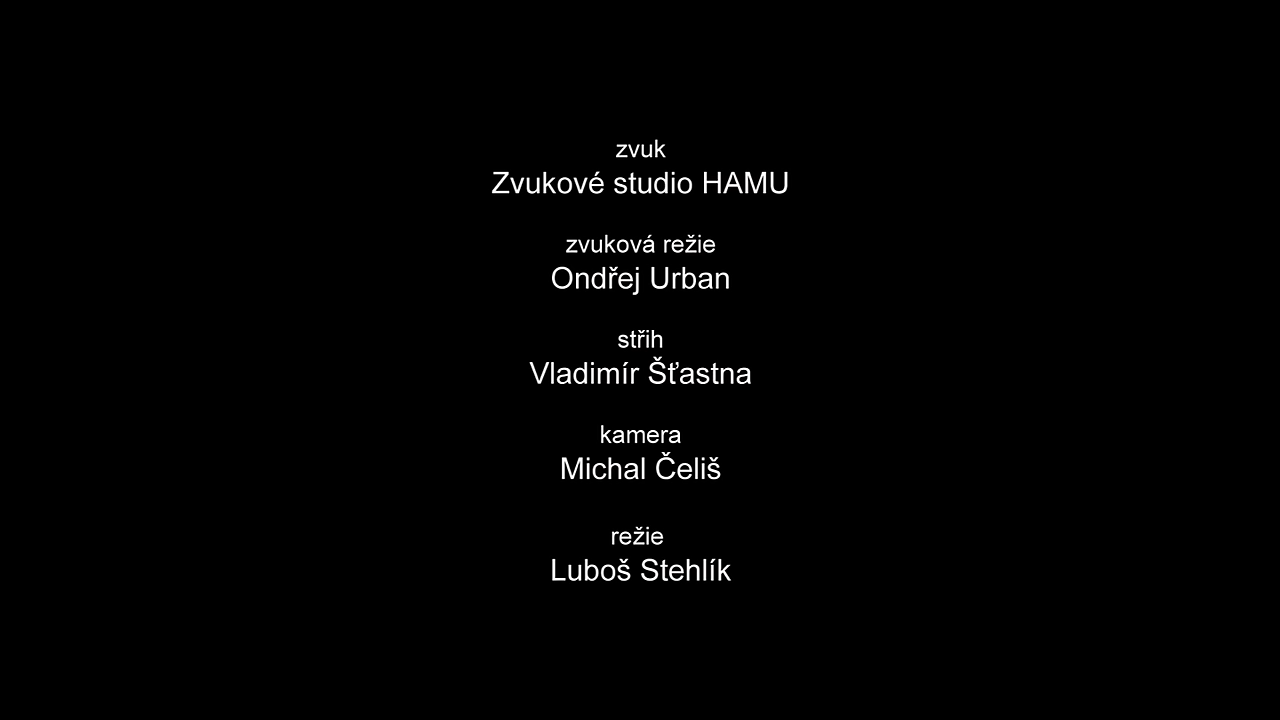 zvuk
Zvukové studio HAMU
zvuková režie
Ondřej Urban
střih
Vladimír Šťastna
kamera
Michal Čeliš
režie
Luboš Stehlík